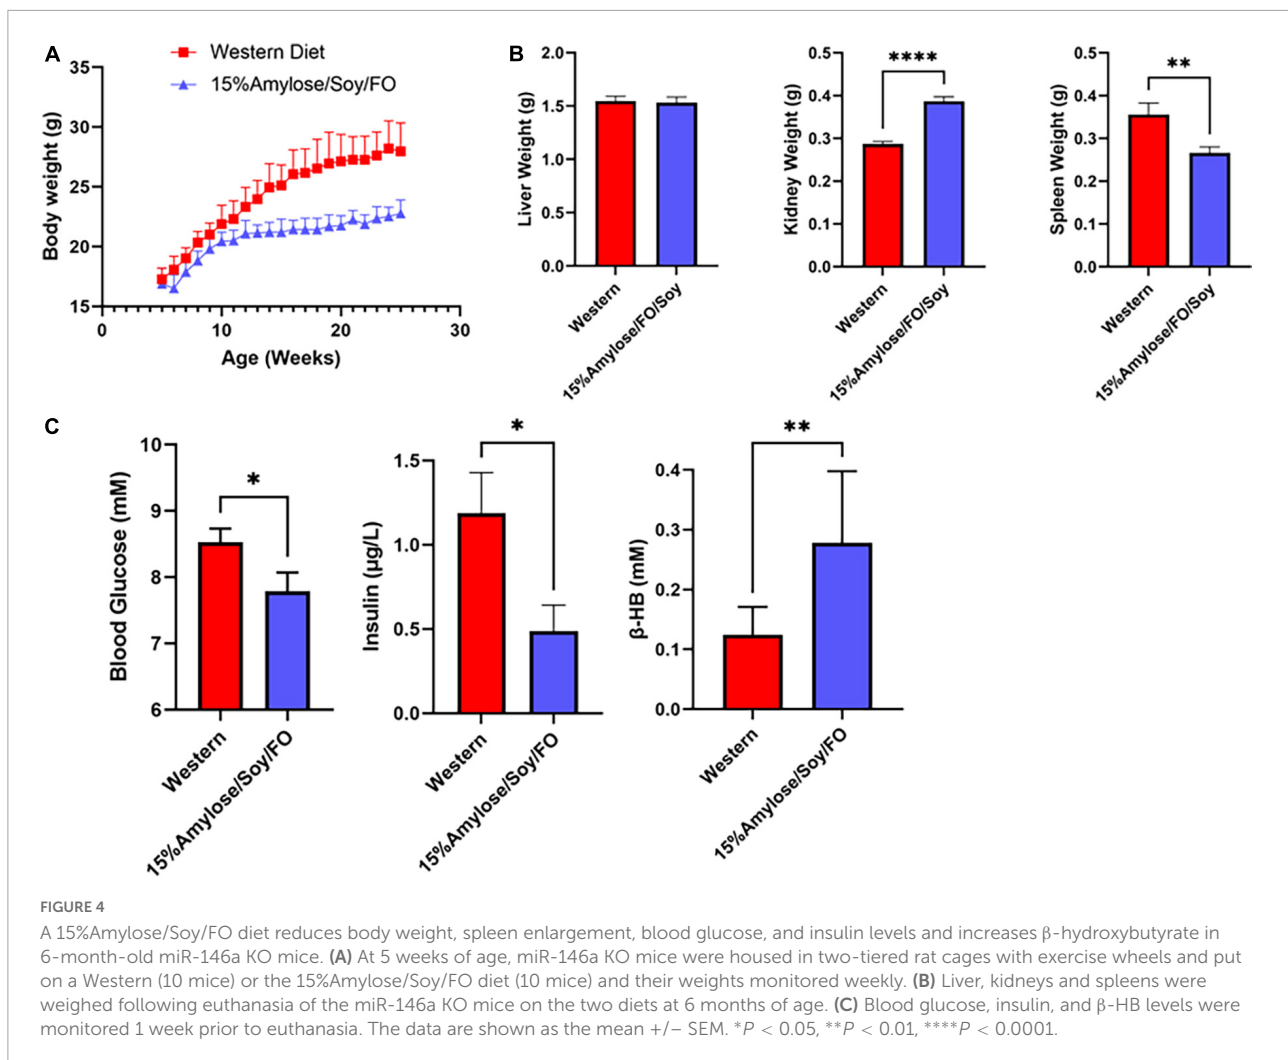 A
Western Diet
15%Amylose/Soy/FO
35
30
25
20
15
Body weight (g)
0
10
20
30
Age (Weeks)
B
2.0
1.5
1.0
0.5
0.0
Liver Weight (g)
Western
15%Amylose/FO/Soy
****
0.5
0.4
0.3
0.2
0.1
0.0
Kidney Weight (g)
Western
15%Amylose/FO/Soy
**
0.5
0.4
0.3
0.2
0.1
0.0
Spleen Weight (g)
Western
15%Amylose/FO/Soy
C
*
10
9
8
7
6
Blood Glucose (mM)
Western
15%Amylose/Soy/FO
*
1.5
1.0
0.5
0.0
Insulin (µg/L)
Western
15%Amylose/Soy/FO
**
0.4
0.3
0.2
0.1
0.0
β-HB (mM)
Western
15%Amylose/Soy/FO
FIGURE 4
A 15%Amylose/Soy/FO diet reduces body weight, spleen enlargement, blood glucose, and insulin levels and increases β-hydroxybutyrate in
6-month-old miR-146a KO mice. (A) At 5 weeks of age, miR-146a KO mice were housed in two-tiered rat cages with exercise wheels and put
on a Western (10 mice) or the 15%Amylose/Soy/FO diet (10 mice) and their weights monitored weekly. (B) Liver, kidneys and spleens were
weighed following euthanasia of the miR-146a KO mice on the two diets at 6 months of age. (C) Blood glucose, insulin, and β-HB levels were
monitored 1 week prior to euthanasia. The data are shown as the mean +/− SEM. *P < 0.05, **P < 0.01, ****P < 0.0001.